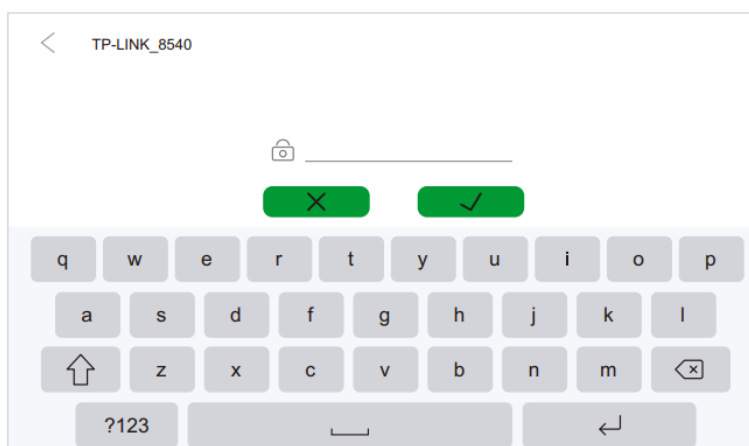 TP-LINK_8540
q w e r t y u i o p
a s d f g h j k l
z x c v b n m
?123